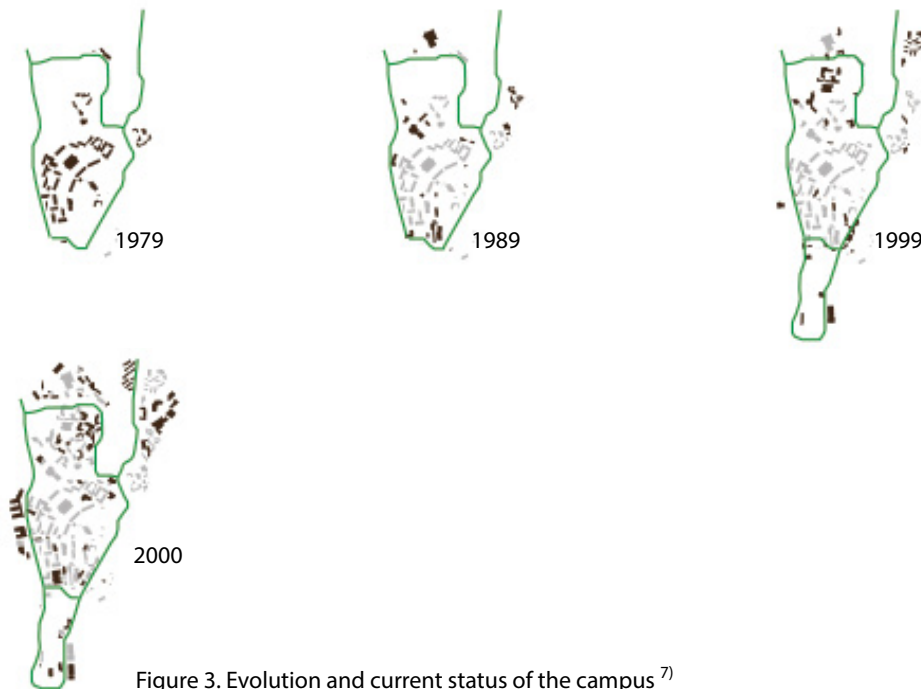 1979
1989
1999
2000
Figure 3. Evolution and current status of the campus 7)